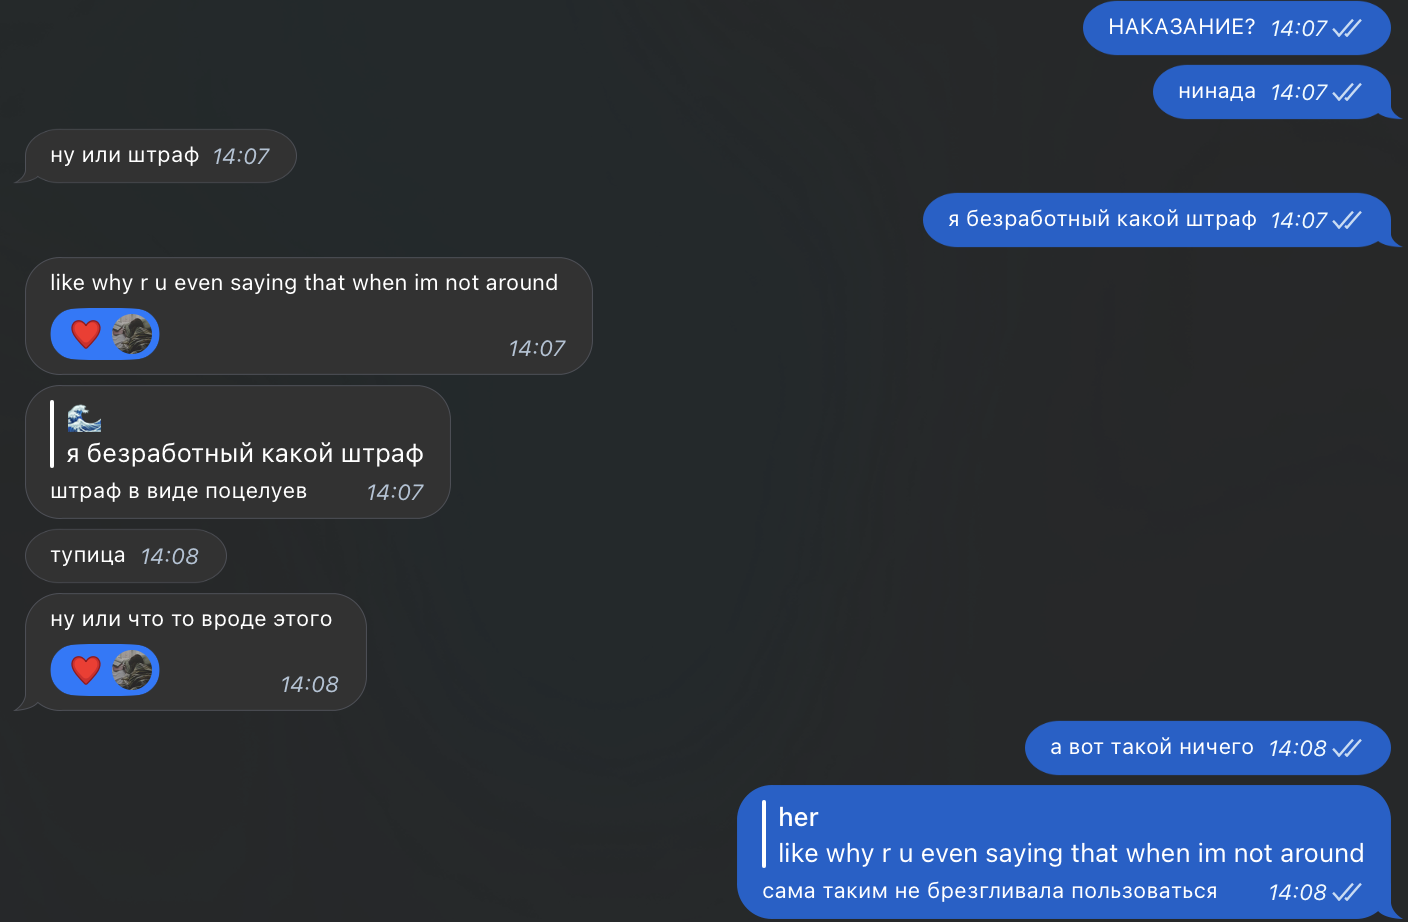 НАКАЗАНИЕ? 14:07
нинада 14:07
ну или штраф 14:07
я безработный какой штраф 14:07
like why r u even saying that when im not around
14:07
я безработный какой штраф
штраф в виде поцелуев 14:07
тупица 14:08
ну или что то вроде этого
14:08
а вот такой ничего 14:08
her
like why r u even saying that when im not around
сама таким не брезгливала пользоваться 14:08